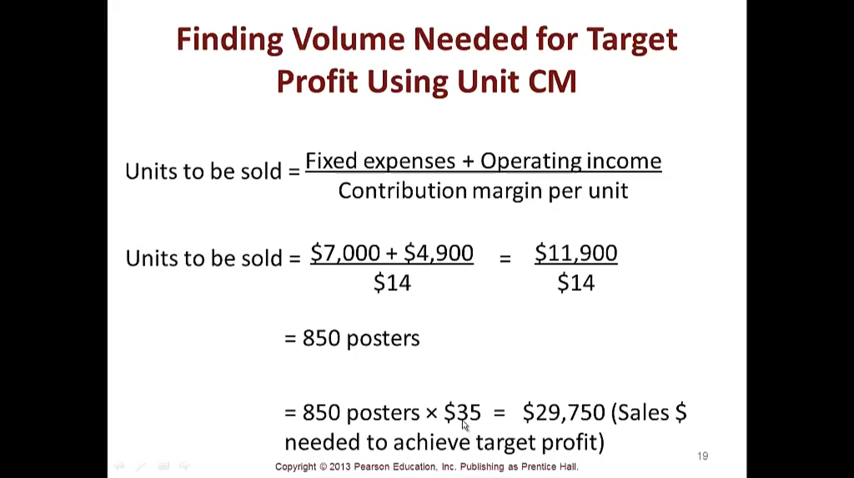 Finding Volume Needed for Target
Profit Using Unit CM
Units to be sold = Fixed expenses + Operating income
Contribution margin per unit
Units to be sold = $7,000 + $4,900 = $11,900
$14 $14
= 850 posters
= 850 posters × $35 = $29,750 (Sales $
needed to achieve target profit)
19
Copyright © 2013 Pearson Education, Inc. Publishing as Prentice Hall.